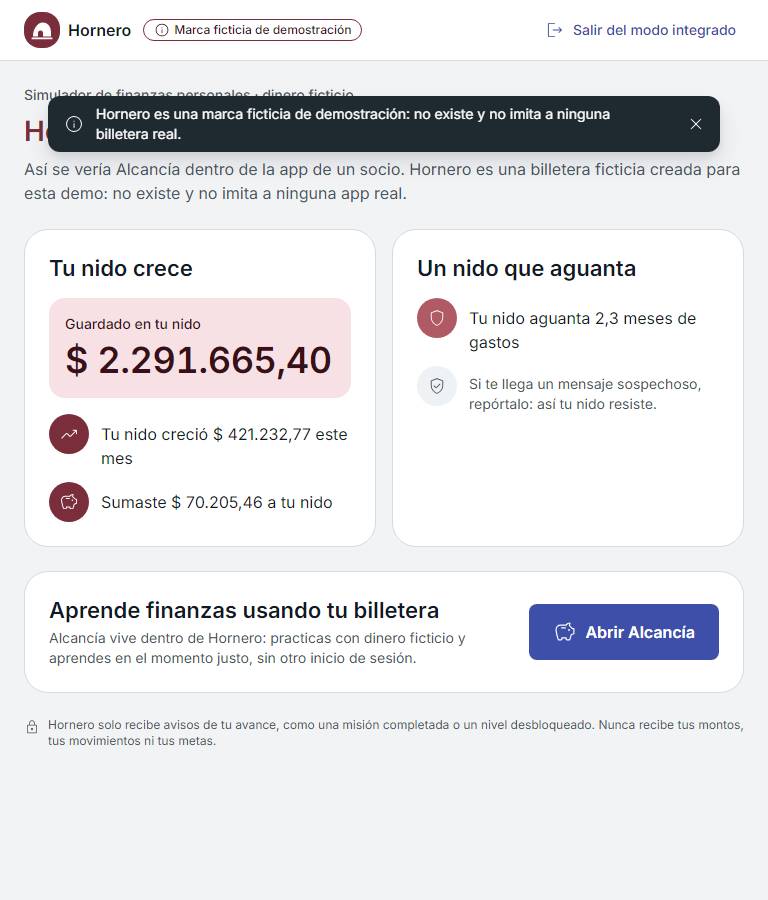 Hornero
Marca ficticia de demostración
Salir del modo integrado
Simulador de finanzas personales · dinero ficticio
Hornero es una marca ficticia de demostración: no existe y no imita a ninguna
billetera real.
Así se vería Alcancía dentro de la app de un socio. Hornero es una billetera ficticia creada para
esta demo: no existe y no imita a ninguna app real.
Tu nido crece
Guardado en tu nido
$ 2.291.665,40
Tu nido creció $ 421.232,77 este
mes
Sumaste $ 70.205,46 a tu nido
Un nido que aguanta
Tu nido aguanta 2,3 meses de
gastos
Si te llega un mensaje sospechoso,
repórtalo: así tu nido resiste.
Aprende finanzas usando tu billetera
Alcancía vive dentro de Hornero: practicas con dinero ficticio y
aprendes en el momento justo, sin otro inicio de sesión.
Abrir Alcancía
Hornero solo recibe avisos de tu avance, como una misión completada o un nivel desbloqueado. Nunca recibe tus montos,
tus movimientos ni tus metas.